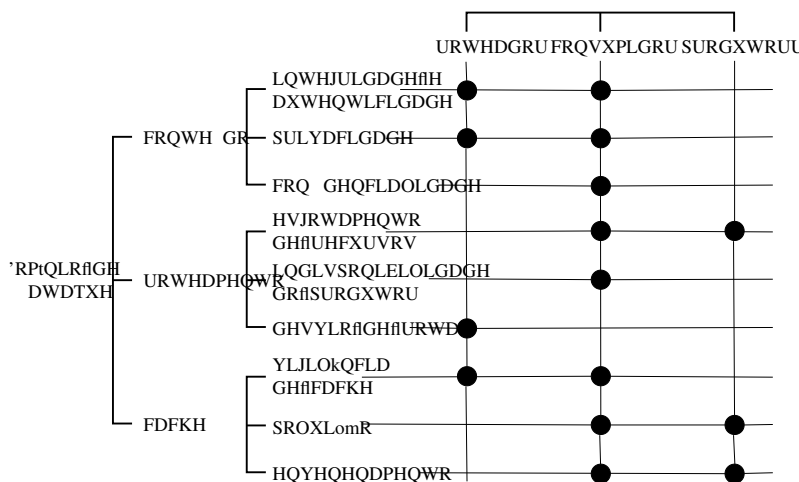 URWHDGRU FRQVXPLGRU SURGXWRUU
LQWHJULGDGHflH
DXWHQWLFLGDGH
FRQWH GR
SULYDFLGDGH
FRQ GHQFLDOLGDGH
HVJRWDPHQWR
GHflUHFXUVRV
'RPtQLRflGH
DWDTXH
URWHDPHQWR
LQGLVSRQLELOLGDGH
GRflSURGXWRU
GHVYLRflGHflURWD
YLJLOkQFLD
GHflFDFKH
FDFKH
SROXLomR
HQYHQHQDPHQWR